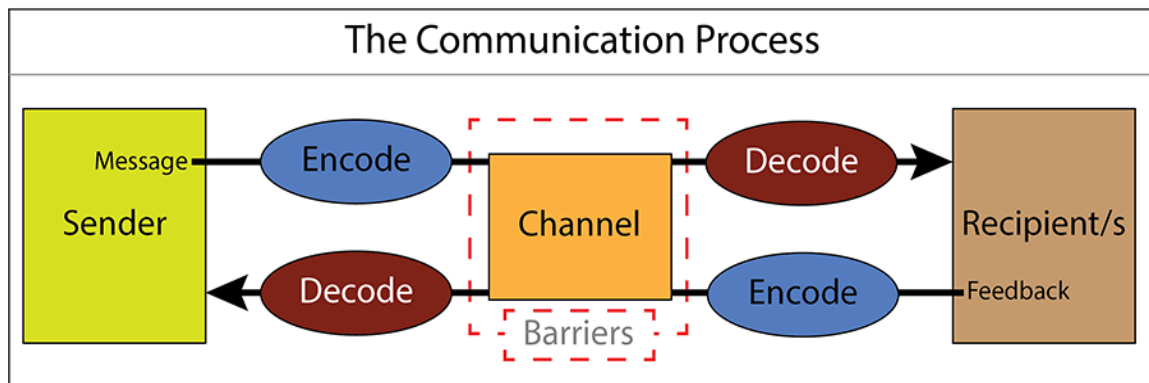 The Communication Process
Message
Encode
Decode
Sender
Channel
Recipient/s
Decode
Encode
Feedback
Barriers